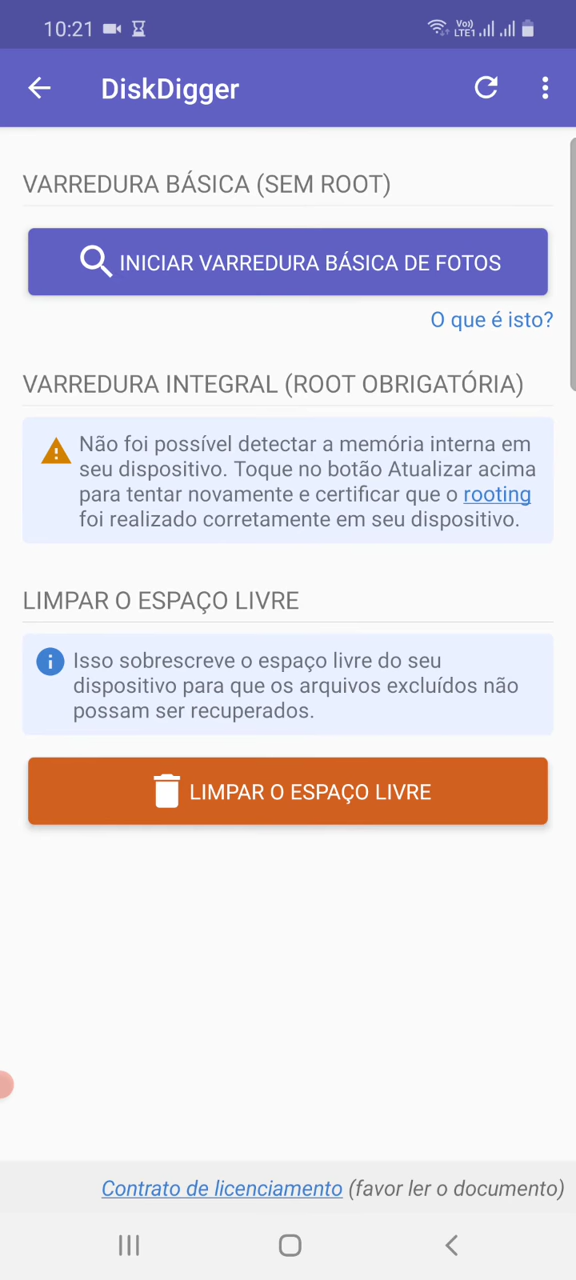 10:21
Vo))
LTE1
DiskDigger
VARREDURA BÁSICA (SEM ROOT)
INICIAR VARREDURA BÁSICA DE FOTOS
O que é isto?
VARREDURA INTEGRAL (ROOT OBRIGATÓRIA)
Não foi possível detectar a memória interna em
seu dispositivo. Toque no botão Atualizar acima
para tentar novamente e certificar que o rooting
foi realizado corretamente em seu dispositivo.
LIMPAR O ESPAÇO LIVRE
Isso sobrescreve o espaço livre do seu
dispositivo para que os arquivos excluídos não
possam ser recuperados.
LIMPAR O ESPAÇO LIVRE
Contrato de licenciamento (favor ler o documento)